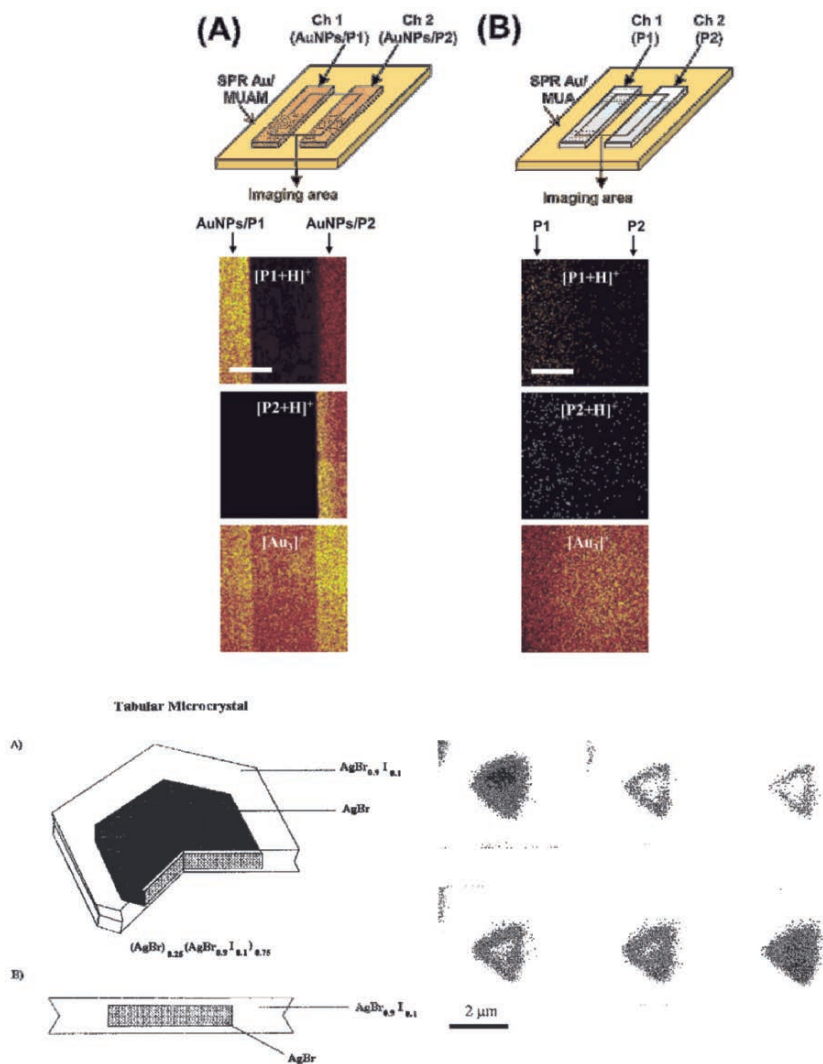 (A)
Ch 1
(AuNPs/P1)
Ch 2
(AuNPs/P2)
SPR Au/
MUAM
Imaging area
AuNPs/P1
AuNPs/P2
[P1+H]⁺
[P2+H]⁺
[Au₃]⁻
(B)
Ch 1
(P1)
Ch 2
(P2)
SPR Au/
MUA
Imaging area
P1
P2
[P1+H]⁺
[P2+H]⁺
[Au₃]⁻
Tabular Microcrystal
A)
AgBr₀.₉ I₀.₁
AgBr
(AgBr)₀.₂₅(AgBr₀.₉ I₀.₁)₀.₇₅
B)
AgBr₀.₉ I₀.₁
AgBr
2 μm